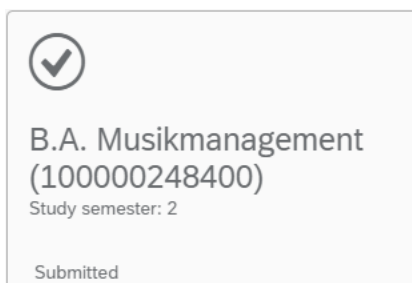 B.A. Musikmanagement
(100000248400)
Study semester: 2
Submitted